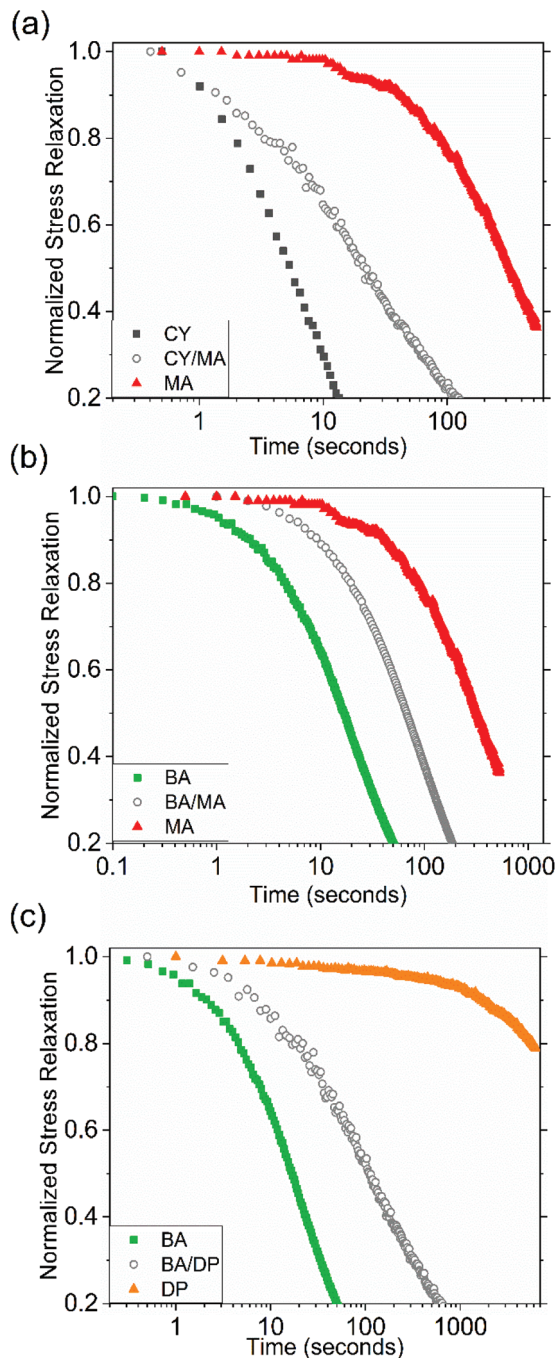 (a)
Normalized Stress Relaxation
1.0
0.8
0.6
0.4
0.2
CY
CY/MA
MA
1 10 100
Time (seconds)
(b)
Normalized Stress Relaxation
1.0
0.8
0.6
0.4
0.2
BA
BA/MA
MA
0.1 1 10 100 1000
Time (seconds)
(c)
Normalized Stress Relaxation
1.0
0.8
0.6
0.4
0.2
BA
BA/DP
DP
1 10 100 1000
Time (seconds)